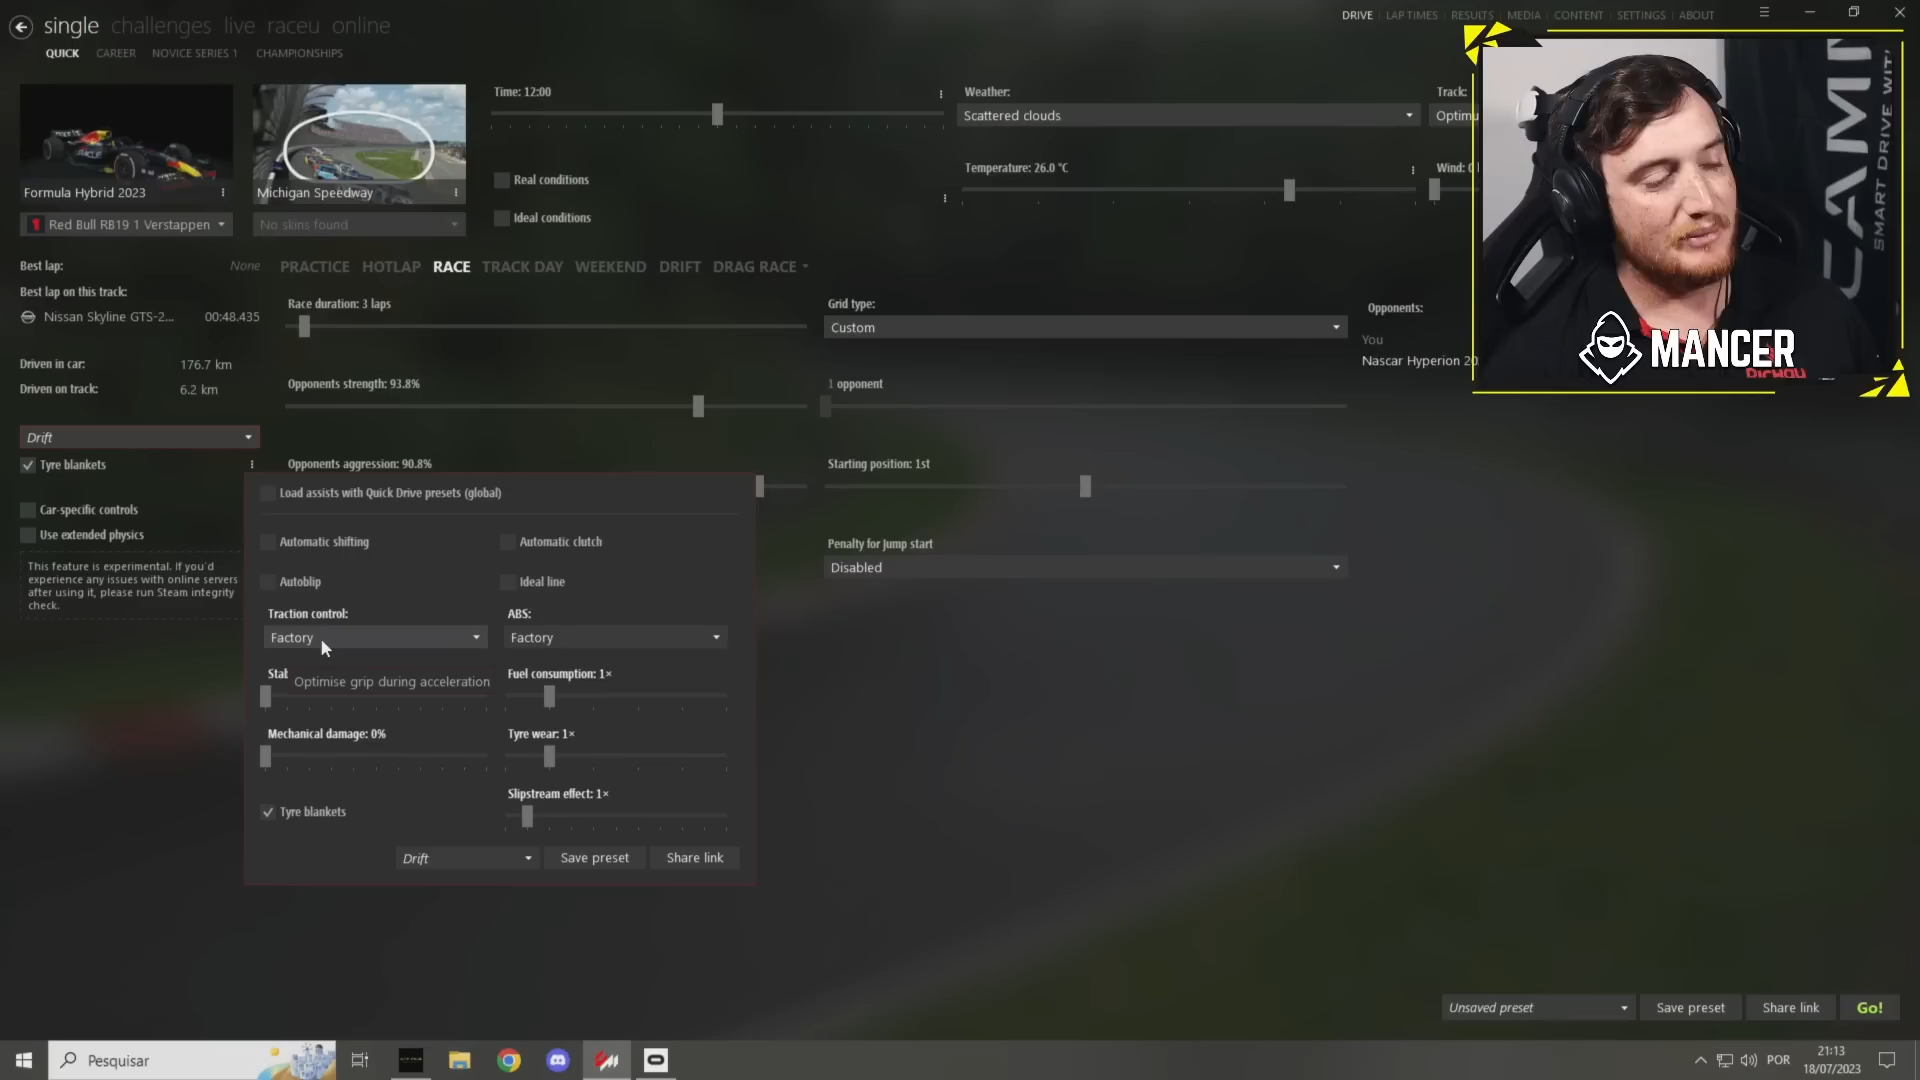 single challenges live raceu online
DRIVE LAP TIMES RESULTS MEDIA CONTENT SETTINGS ABOUT
QUICK CAREER NOVICE SERIES 1 CHAMPIONSHIPS
Formula Hybrid 2023
Michigan Speedway
1 Red Bull RB19 1 Verstappen
No skins found
Time: 12:00
Real conditions
Ideal conditions
Weather:
Scattered clouds
Track:
Temperature: 26.0 °C
Wind:
Best lap: None
Best lap on this track:
Nissan Skyline GTS-2... 00:48.435
Driven in car: 176.7 km
Driven on track: 6.2 km
Drift
Tyre blankets
Car-specific controls
Use extended physics
This feature is experimental. If you'd
experience any issues with online servers
after using it, please run Steam integrity
check.
PRACTICE HOTLAP RACE TRACK DAY WEEKEND DRIFT DRAG RACE
Race duration: 3 laps
Opponents strength: 93.8%
Opponents aggression: 90.8%
Grid type:
Custom
1 opponent
Starting position: 1st
Penalty for Jump start
Disabled
Opponents:
You
Nascar Hyperion
Load assists with Quick Drive presets (global)
Automatic shifting
Automatic clutch
Autoblip
Ideal line
Traction control:
Factory
ABS:
Factory
Optimise grip during acceleration
Fuel consumption: 1×
Mechanical damage: 0%
Tyre wear: 1×
Slipstream effect: 1×
Tyre blankets
Drift
Save preset
Share link
SMART DRIVE
MANCER
Unsaved preset
Save preset
Share link
Go!
Pesquisar
POR
21:13
18/07/2023